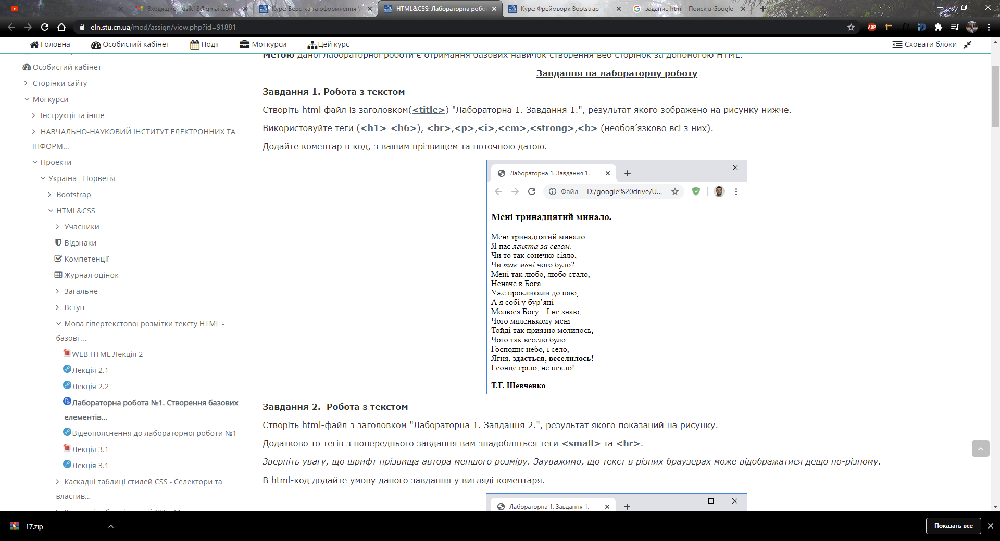 Входящие - usik18@gmail.com
Курс: Верстка та оформлення W
HTML&CSS: Лабораторна робот
Курс: Фреймворк Bootstrap
задание html - Поиск в Google
eln.stu.cn.ua/mod/assign/view.php?id=91881
ABP
Головна
Особистий кабінет
Події
Мої курси
Цей курс
Сховати блоки
Особистий кабінет
Сторінки сайту
Мої курси
Інструкції та інше
НАВЧАЛЬНО-НАУКОВИЙ ІНСТИТУТ ЕЛЕКТРОННИХ ТА
ІНФОРМ...
Проекти
Україна - Норвегія
Bootstrap
HTML&CSS
Учасники
Відзнаки
Компетенції
Журнал оцінок
Загальне
Вступ
Мова гіпертекстової розмітки тексту HTML -
базові ...
WEB HTML Лекція 2
Лекція 2.1
Лекція 2.2
Лабораторна робота №1. Створення базових
елементів...
Відеопояснення до лабораторної роботи №1
Лекція 3.1
Лекція 3.1
Каскадні таблиці стилей CSS - Селектори та
властив...
Метою даної лабораторної роботи є отримання базових навичок створення веб сторінок за допомогою HTML.
Завдання на лабораторну роботу
Завдання 1. Робота з текстом
Створіть html файл із заголовком(<title>) "Лабораторна 1. Завдання 1.", результат якого зображено на рисунку нижче.
Використовуйте теги (<h1>-<h6>), <br>,<p>,<i>,<em>,<strong>,<b> (необов’язково всі з них).
Додайте коментар в код, з вашим прізвищем та поточною датою.
Лабораторна 1. Завдання 1.
Файл
D:/google%20drive/U...
Мені тринадцятий минало.
Мені тринадцятий минало.
Я пас ягнята за селом.
Чи то так сонечко сіяло,
Чи так мені чого було?
Мені так любо, любо стало,
Неначе в Бога......
Уже прокликали до паю,
А я собі у бур’яні
Молюся Богу... І не знаю,
Чого маленькому мені
Тойді так приязно молилось,
Чого так весело було.
Господнє небо, і село,
Ягня, здається, веселилось!
І сонце гріло, не пекло!
Т.Г. Шевченко
Завдання 2. Робота з текстом
Створіть html-файл з заголовком "Лабораторна 1. Завдання 2.", результат якого показаний на рисунку.
Додатково то тегів з попереднього завдання вам знадобляться теги <small> та <hr>.
Зверніть увагу, що шрифт прізвища автора меншого розміру. Зауважимо, що текст в різних браузерах може відображатися дещо по-різному.
В html-код додайте умову даного завдання у вигляді коментаря.
Лабораторна 1. Завдання 1.
17.zip
Показать все